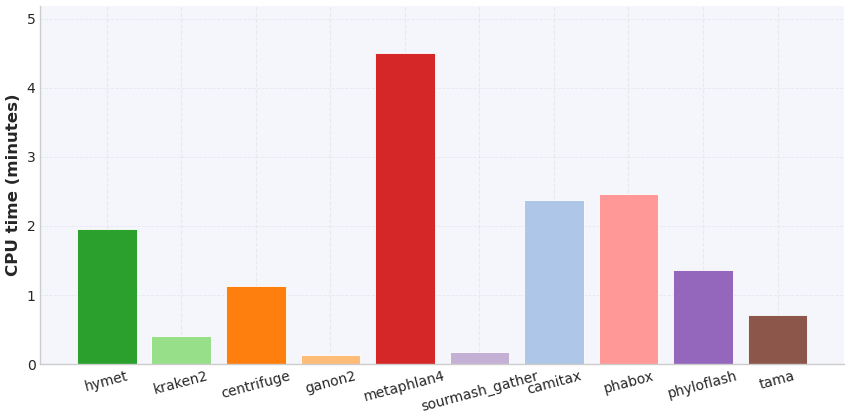 CPU time (minutes)
5
4
3
2
1
0
hymet
kraken2
centrifuge
ganon2
metaphlan4
sourmash_gather
camitax
phabox
phyloflash
tama